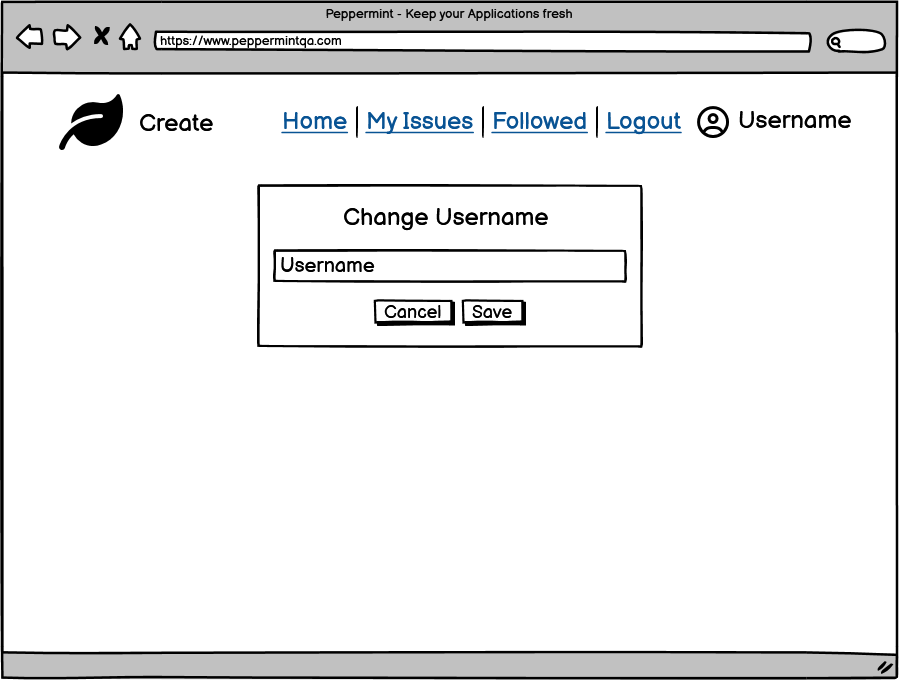 Peppermint - Keep your Applications fresh
https://www.peppermintqa.com
Create Home My Issues Followed Logout Username
Change Username
Username
Cancel Save